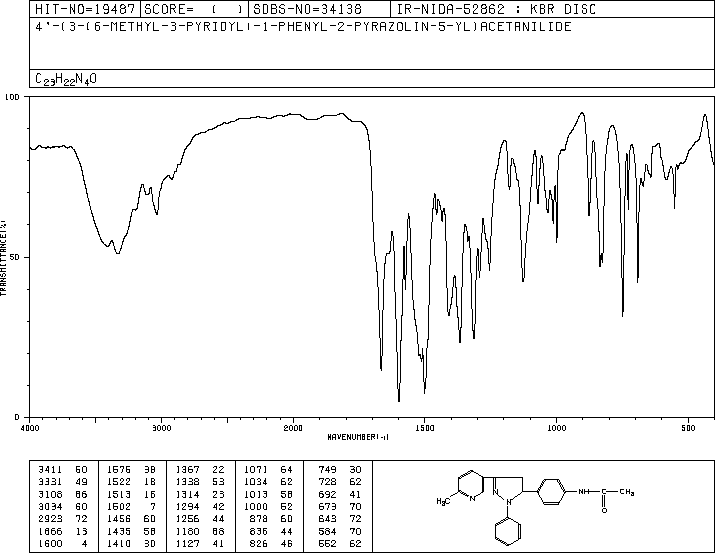 HIT-NO=19487 SCORE= ( ) SDBS-NO=34138 IR-NIDA-52862 : KBR DISC
4'-(3-(6-METHYL-3-PYRIDYL)-1-PHENYL-2-PYRAZOLIN-5-YL)ACETANILIDE
C23H22N4O
100
50
0
TRANSMITTANCE(%)
4000 3000 2000 1500 1000 500
WAVENUMBER(-1)
3411 50 1576 38 1367 22 1071 64 749 30
3331 49 1522 18 1338 53 1034 62 728 62
3108 66 1513 16 1314 23 1013 58 692 41
3034 60 1502 7 1294 42 1000 52 673 70
2923 72 1456 60 1256 44 878 60 643 72
1666 13 1435 58 1180 68 836 44 584 70
1600 4 1410 30 1127 41 826 46 552 62
H3C N N N NH C CH3
O